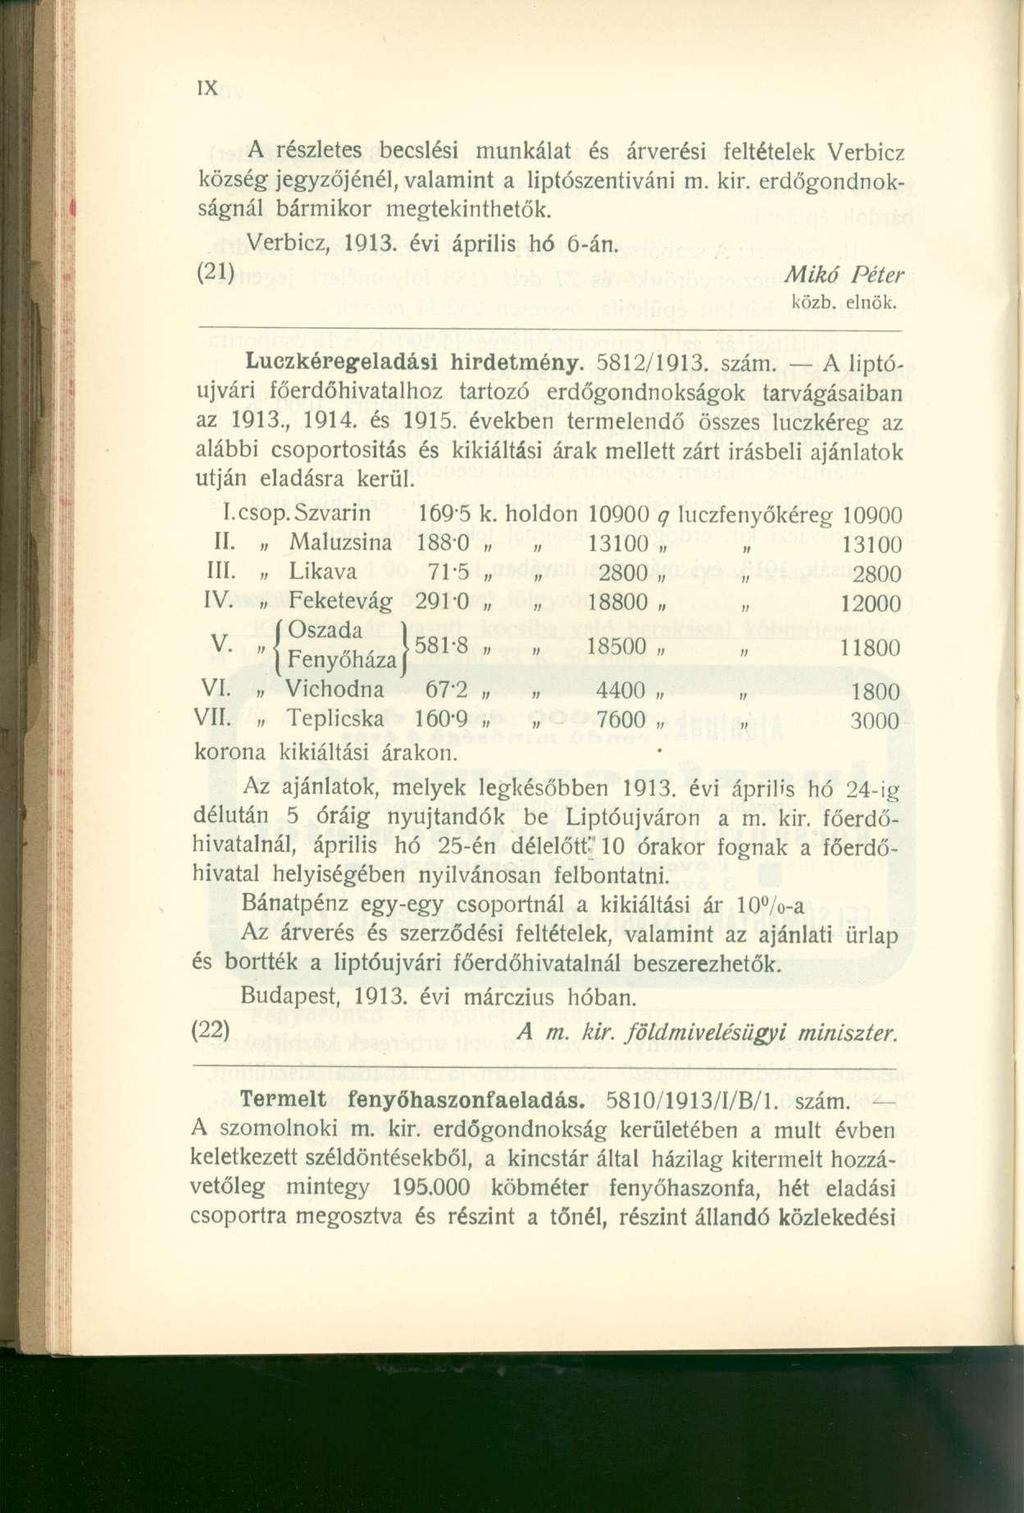 IX
A részletes becslési munkálat és árverési feltételek Verbicz
község jegyzőjénél, valamint a liptószentiváni m. kir. erdőgondnok-
ságnál bármikor megtekinthetők.
Verbicz, 1913. évi április hó 6-án.
(21) Mikó Péter
közb. elnök.
Luczkéregeladási hirdetmény. 5812/1913. szám. — A liptó-
ujvári főerdőhivatalhoz tartozó erdőgondnokságok tarvágásaiban
az 1913., 1914. és 1915. években termelendő összes luczkéreg az
alábbi csoportositás és kikiáltási árak mellett zárt irásbeli ajánlatok
utján eladásra kerül.
I. csop. Szvarin 169·5 k. holdon 10900 q luczfenyőkéreg 10900
II. „ Maluzsina 188·0 „ „ 13100 „ „ 13100
III. „ Likava 71·5 „ „ 2800 „ „ 2800
IV. „ Feketevág 291·0 „ „ 18800 „ „ 12000
V. „ { Oszada Fenyőháza } 581·8 „ „ 18500 „ „ 11800
VI. „ Vichodna 67·2 „ „ 4400 „ „ 1800
VII. „ Teplicska 160·9 „ „ 7600 „ „ 3000
korona kikiáltási árakon.
Az ajánlatok, melyek legkésőbben 1913. évi április hó 24-ig
délután 5 óráig nyujtandók be Liptóujváron a m. kir. főerdő-
hivatalnál, április hó 25-én délelőtt 10 órakor fognak a főerdő-
hivatal helyiségében nyilvánosan felbontatni.
Bánatpénz egy-egy csoportnál a kikiáltási ár 10%-a
Az árverés és szerződési feltételek, valamint az ajánlati ürlap
és bortték a liptóujvári főerdőhivatalnál beszerezhetők.
Budapest, 1913. évi márczius hóban.
(22) A m. kir. földmivelésügyi miniszter.
Termelt fenyőhaszonfaeladás. 5810/1913/I/B/1. szám. —
A szomolnoki m. kir. erdőgondnokság kerületében a mult évben
keletkezett széldöntésekből, a kincstár által házilag kitermelt hozzá-
vetőleg mintegy 195.000 köbméter fenyőhaszonfa, hét eladási
csoportra megosztva és részint a tőnél, részint állandó közlekedési